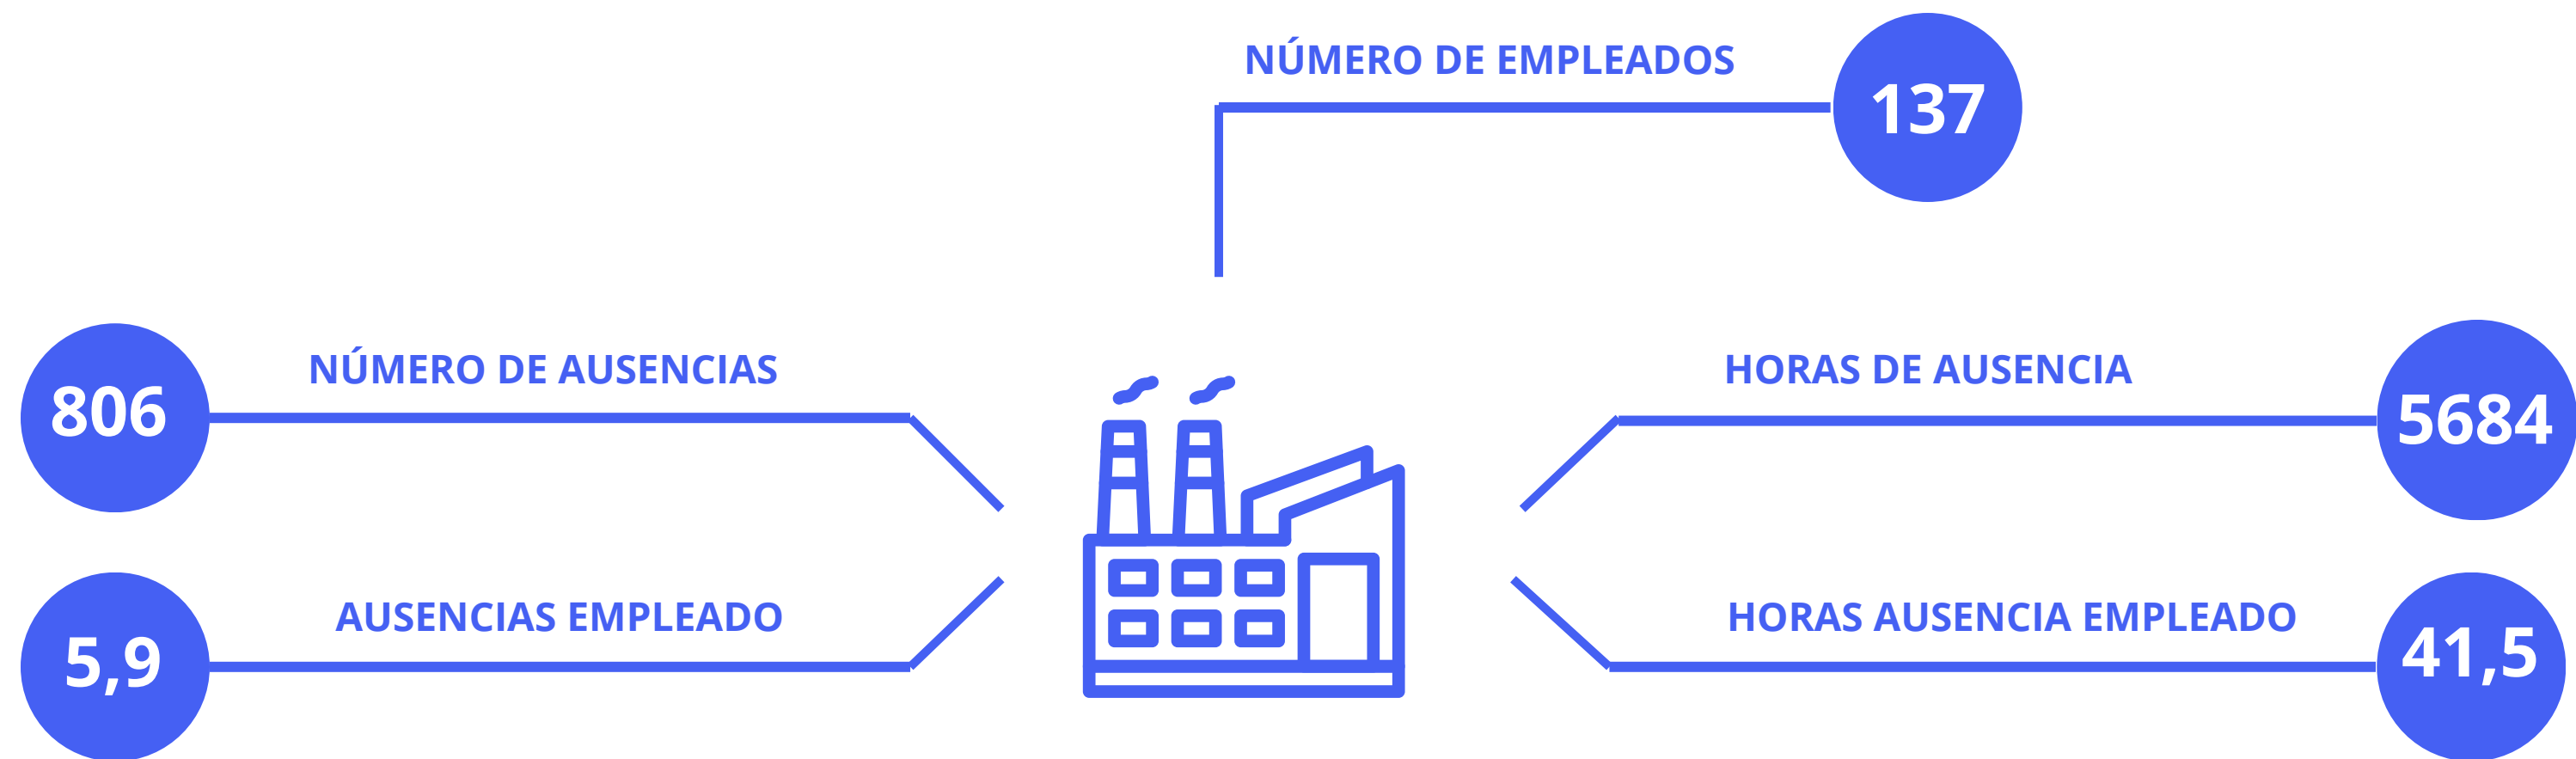 NÚMERO DE EMPLEADOS
137
806
NÚMERO DE AUSENCIAS
HORAS DE AUSENCIA
5684
5,9
AUSENCIAS EMPLEADO
HORAS AUSENCIA EMPLEADO
41,5